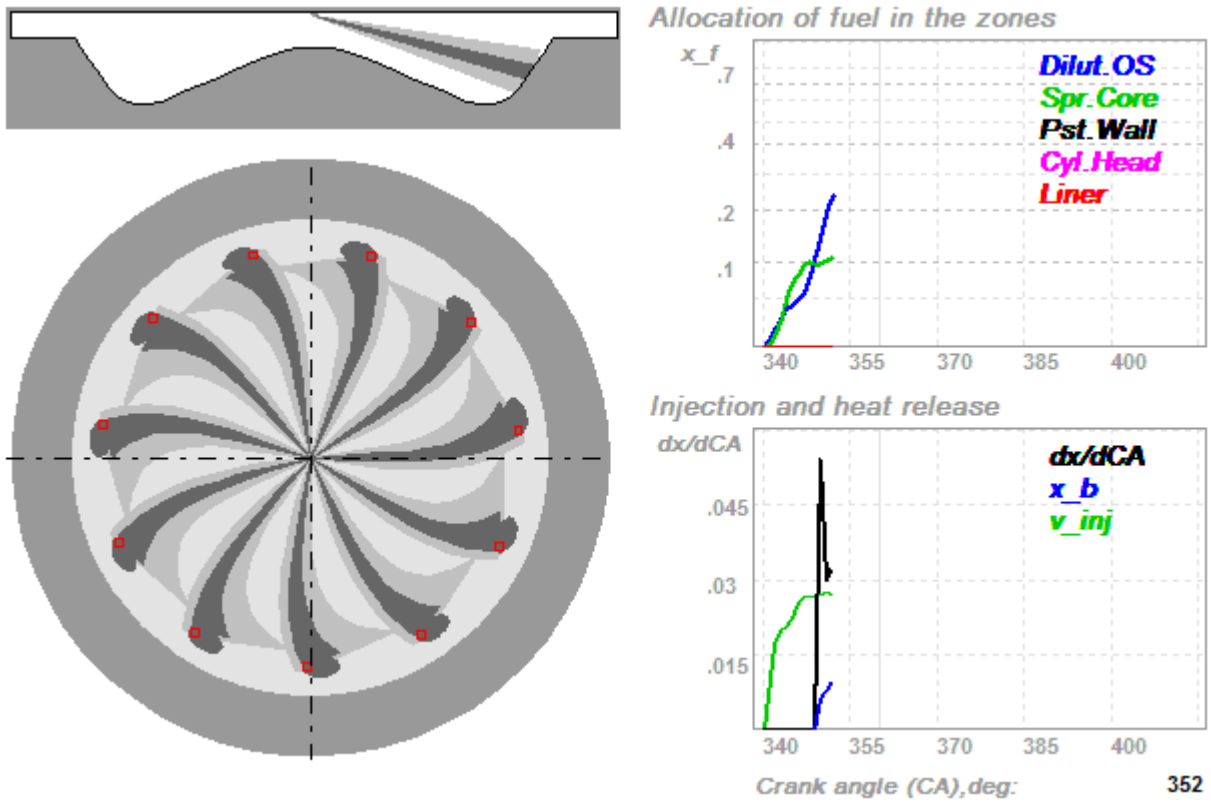 Allocation of fuel in the zones
x_f
.7
Dilut.OS
Spr.Core
Pst.Wall
.4
Cyl.Head
Liner
.2
.1
340 355 370 385 400
Injection and heat release
dx/dCA
dx/dCA
x_b
.045
v_inj
.03
.015
340 355 370 385 400
Crank angle (CA),deg: 352